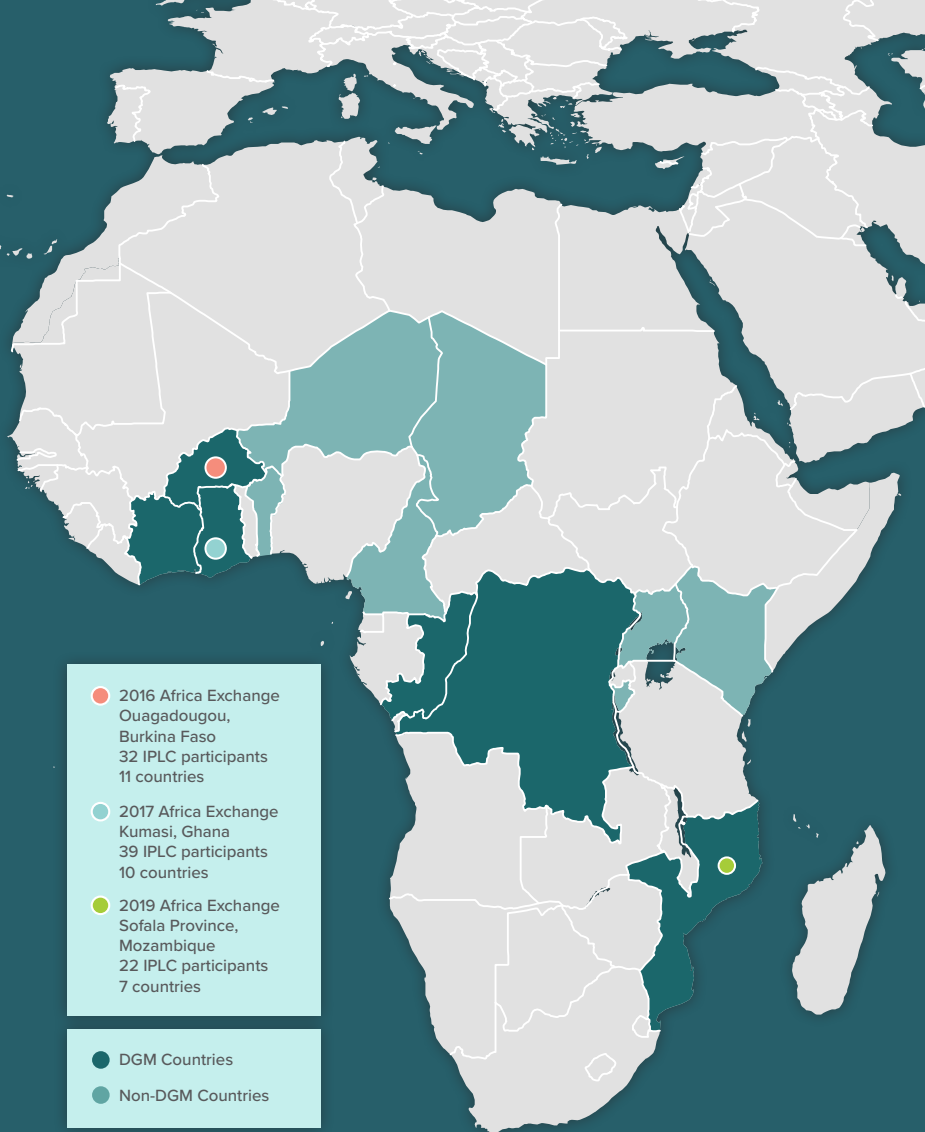 2016 Africa Exchange
Ouagadougou,
Burkina Faso
32 IPLC participants
11 countries
2017 Africa Exchange
Kumasi, Ghana
39 IPLC participants
10 countries
2019 Africa Exchange
Sofala Province,
Mozambique
22 IPLC participants
7 countries
DGM Countries
Non-DGM Countries